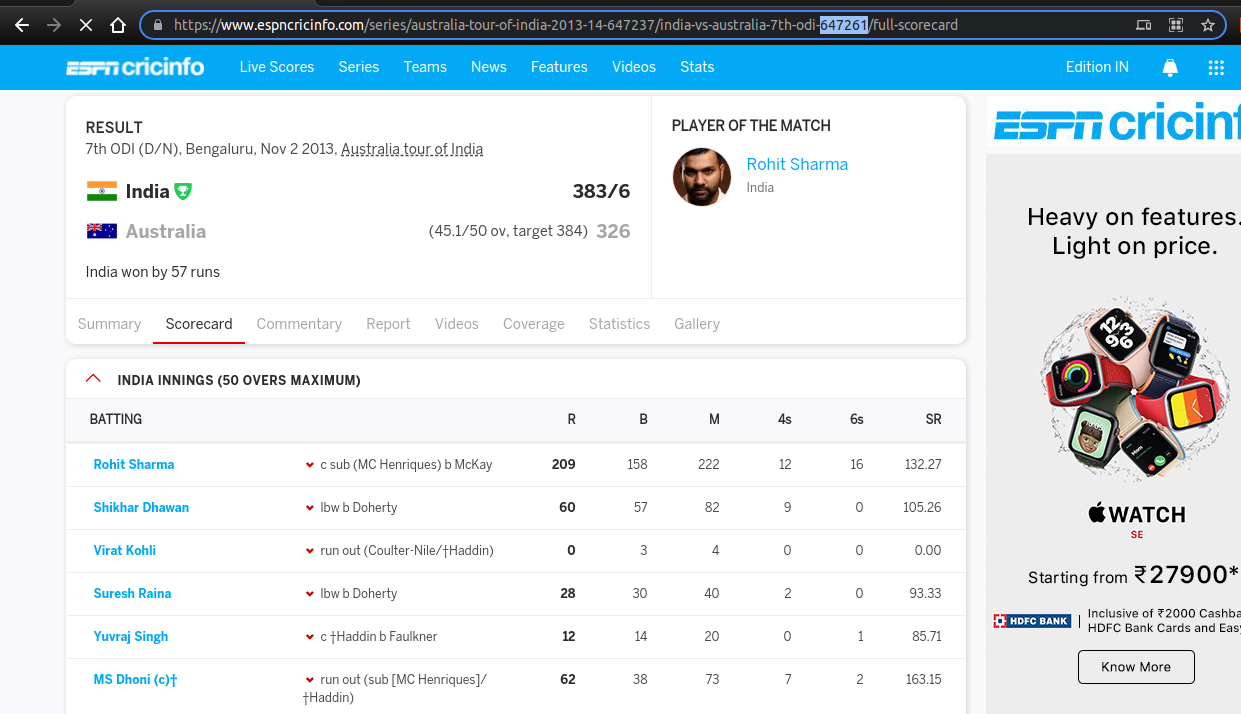 https://www.espncricinfo.com/series/australia-tour-of-india-2013-14-647237/india-vs-australia-7th-odi-647261/full-scorecard
ESPN cricinfo Live Scores Series Teams News Features Videos Stats Edition IN
RESULT
7th ODI (D/N), Bengaluru, Nov 2 2013, Australia tour of India
India 383/6
Australia (45.1/50 ov, target 384) 326
India won by 57 runs
PLAYER OF THE MATCH
Rohit Sharma
India
Summary Scorecard Commentary Report Videos Coverage Statistics Gallery
INDIA INNINGS (50 OVERS MAXIMUM)
BATTING R B M 4s 6s SR
Rohit Sharma c sub (MC Henriques) b McKay 209 158 222 12 16 132.27
Shikhar Dhawan lbw b Doherty 60 57 82 9 0 105.26
Virat Kohli run out (Coulter-Nile/†Haddin) 0 3 4 0 0 0.00
Suresh Raina lbw b Doherty 28 30 40 2 0 93.33
Yuvraj Singh c †Haddin b Faulkner 12 14 20 0 1 85.71
MS Dhoni (c)† run out (sub [MC Henriques]/ 62 38 73 7 2 163.15
†Haddin)
ESPN cricinf
Heavy on features.
Light on price.
WATCH
SE
Starting from ₹27900*
HDFC BANK
Inclusive of ₹2000 Cashba
HDFC Bank Cards and Easy
Know More